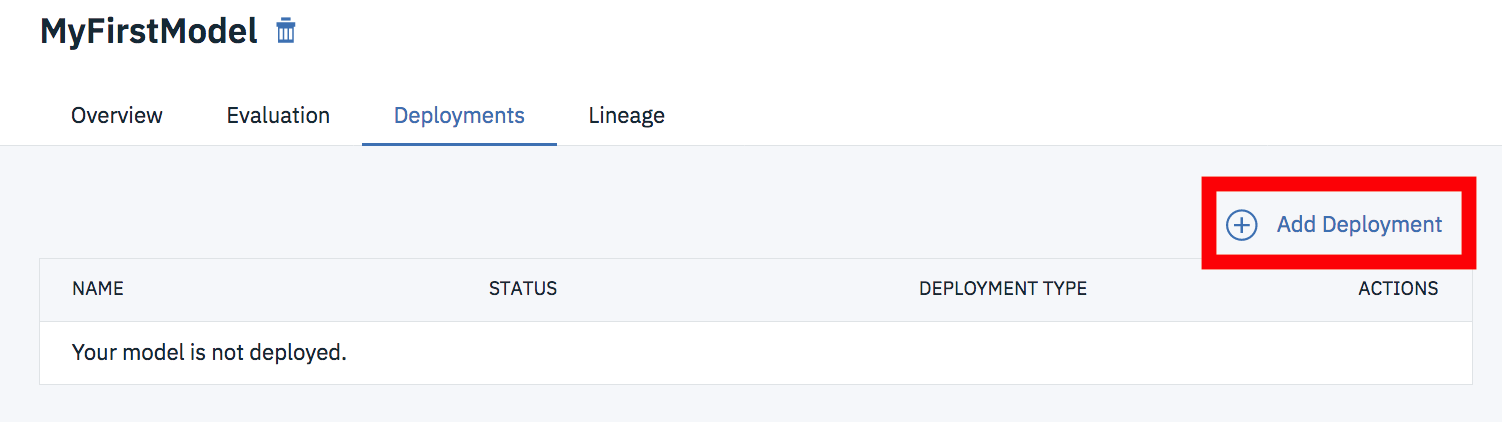 MyFirstModel
Overview Evaluation Deployments Lineage
Add Deployment
NAME STATUS DEPLOYMENT TYPE ACTIONS
Your model is not deployed.